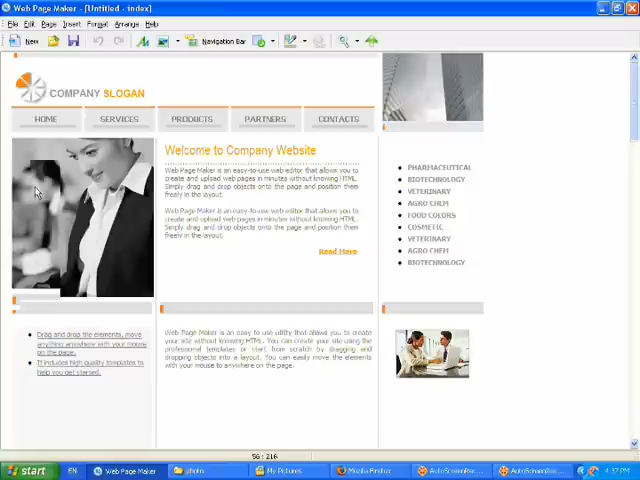 Web Page Maker - [Untitled - index]
File Edit Page Insert Format Arrange Help
New Navigation Bar
COMPANY SLOGAN
HOME SERVICES PRODUCTS PARTNERS CONTACTS
Welcome to Company Website
Web Page Maker is an easy-to-use web editor that allows you to
create and upload web pages in minutes without knowing HTML.
Simply drag and drop objects onto the page and position them
freely in the layout.
Web Page Maker is an easy-to-use web editor that allows you to
create and upload web pages in minutes without knowing HTML.
Simply drag and drop objects onto the page and position them
freely in the layout.
Read More
PHARMACEUTICAL
BIOTECHNOLOGY
VETERINARY
AGRO CHEM
FOOD COLORS
COSMETIC
VETERINARY
AGRO CHEM
BIOTECHNOLOGY
Drag and drop the elements, move
anything anywhere with your mouse
on the page.
It includes high quality templates to
help you get started.
Web Page Maker is an easy to use utility that allows you to create
your site without knowing HTML. You can create your site using the
professional templates or start from scratch by dragging and
dropping objects into a layout. You can easily move the elements
with your mouse to anywhere on the page.
56 : 216
start EN Web Page Maker photo My Pictures Mozilla Firefox AutoScreenRec... AutoScreenRec... 4:37 PM